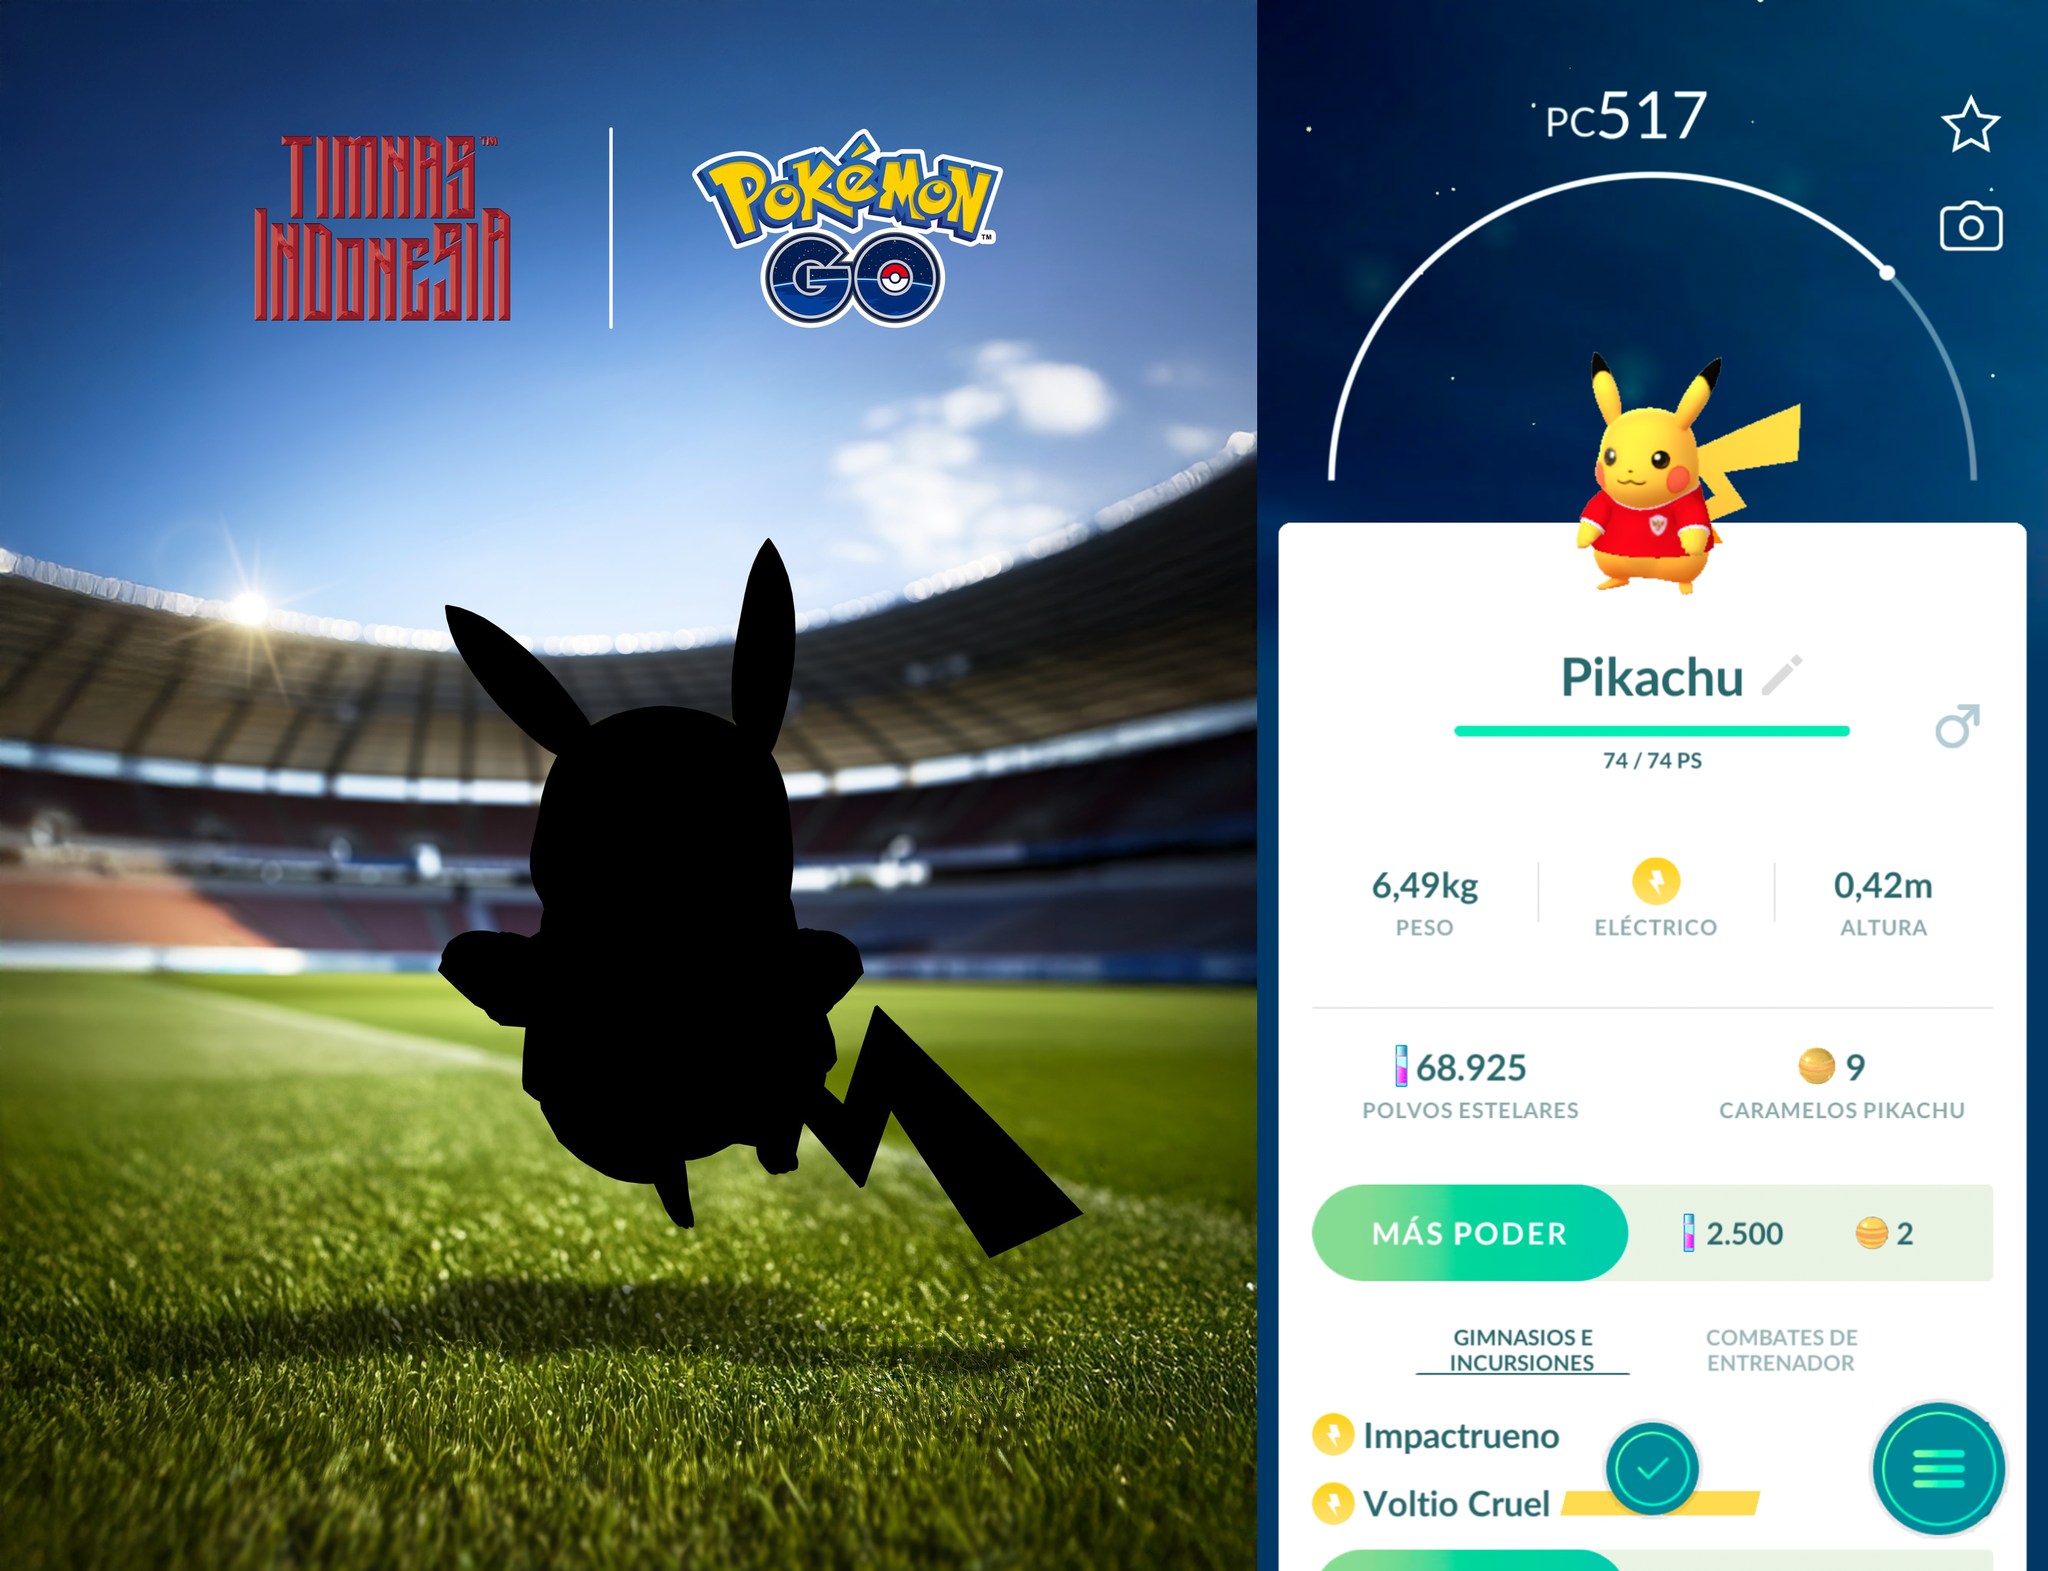 TIMNAS™
INDONESIA
POKéMON™
GO
PC517
Pikachu
74 / 74 PS
6,49kg
PESO
ELÉCTRICO
0,42m
ALTURA
68.925
POLVOS ESTELARES
9
CARAMELOS PIKACHU
MÁS PODER
2.500
2
GIMNASIOS E
INCURSIONES
COMBATES DE
ENTRENADOR
Impactrueno
Voltio Cruel